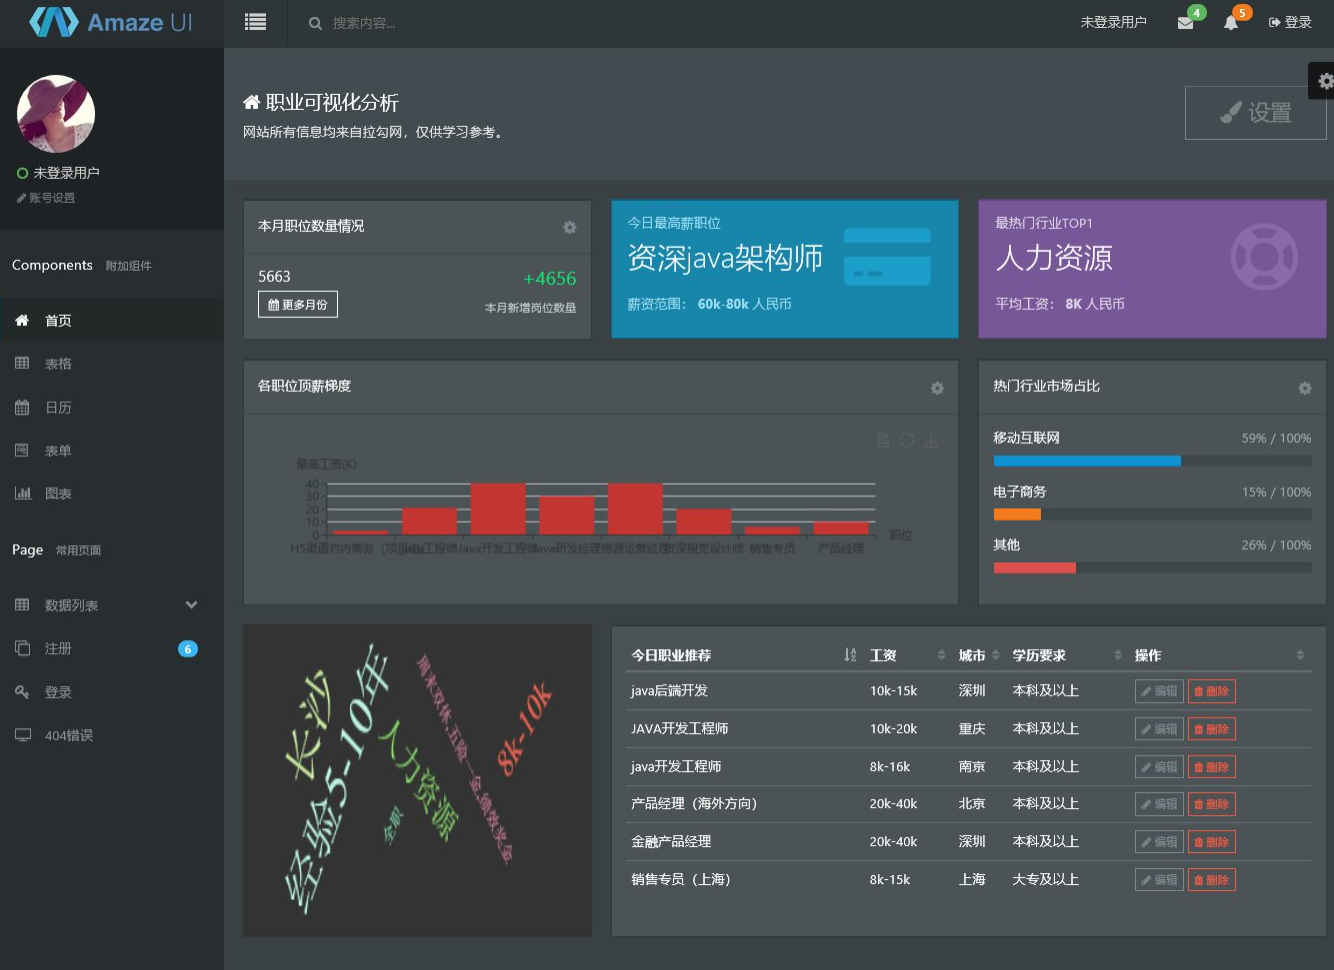 Amaze UI
搜索内容...
未登录用户
4
5
登录
未登录用户
账号设置
Components 附加组件
首页
表格
日历
表单
图表
Page 常用页面
数据列表
注册
6
登录
404错误
职业可视化分析
网站所有信息均来自拉勾网，仅供学习参考。
设置
本月职位数量情况
5663
+4656
更多月份
本月新增岗位数量
今日最高薪职位
资深java架构师
薪资范围： 60k-80k 人民币
最热门行业TOP1
人力资源
平均工资： 8K 人民币
各职位顶薪梯度
最高工资(K)
40
30
20
10
0
Java开发工程师
java研发经理
房源运营经理
资深视觉设计师
销售专员
产品经理
职位
热门行业市场占比
移动互联网 59% / 100%
电子商务 15% / 100%
其他 26% / 100%
长沙
经验5-10年
人力资源
全职
8k-10k
今日职业推荐 工资 城市 学历要求 操作
java后端开发 10k-15k 深圳 本科及以上 编辑 删除
JAVA开发工程师 10k-20k 重庆 本科及以上 编辑 删除
java开发工程师 8k-16k 南京 本科及以上 编辑 删除
产品经理（海外方向） 20k-40k 北京 本科及以上 编辑 删除
金融产品经理 20k-40k 深圳 本科及以上 编辑 删除
销售专员（上海） 8k-15k 上海 大专及以上 编辑 删除